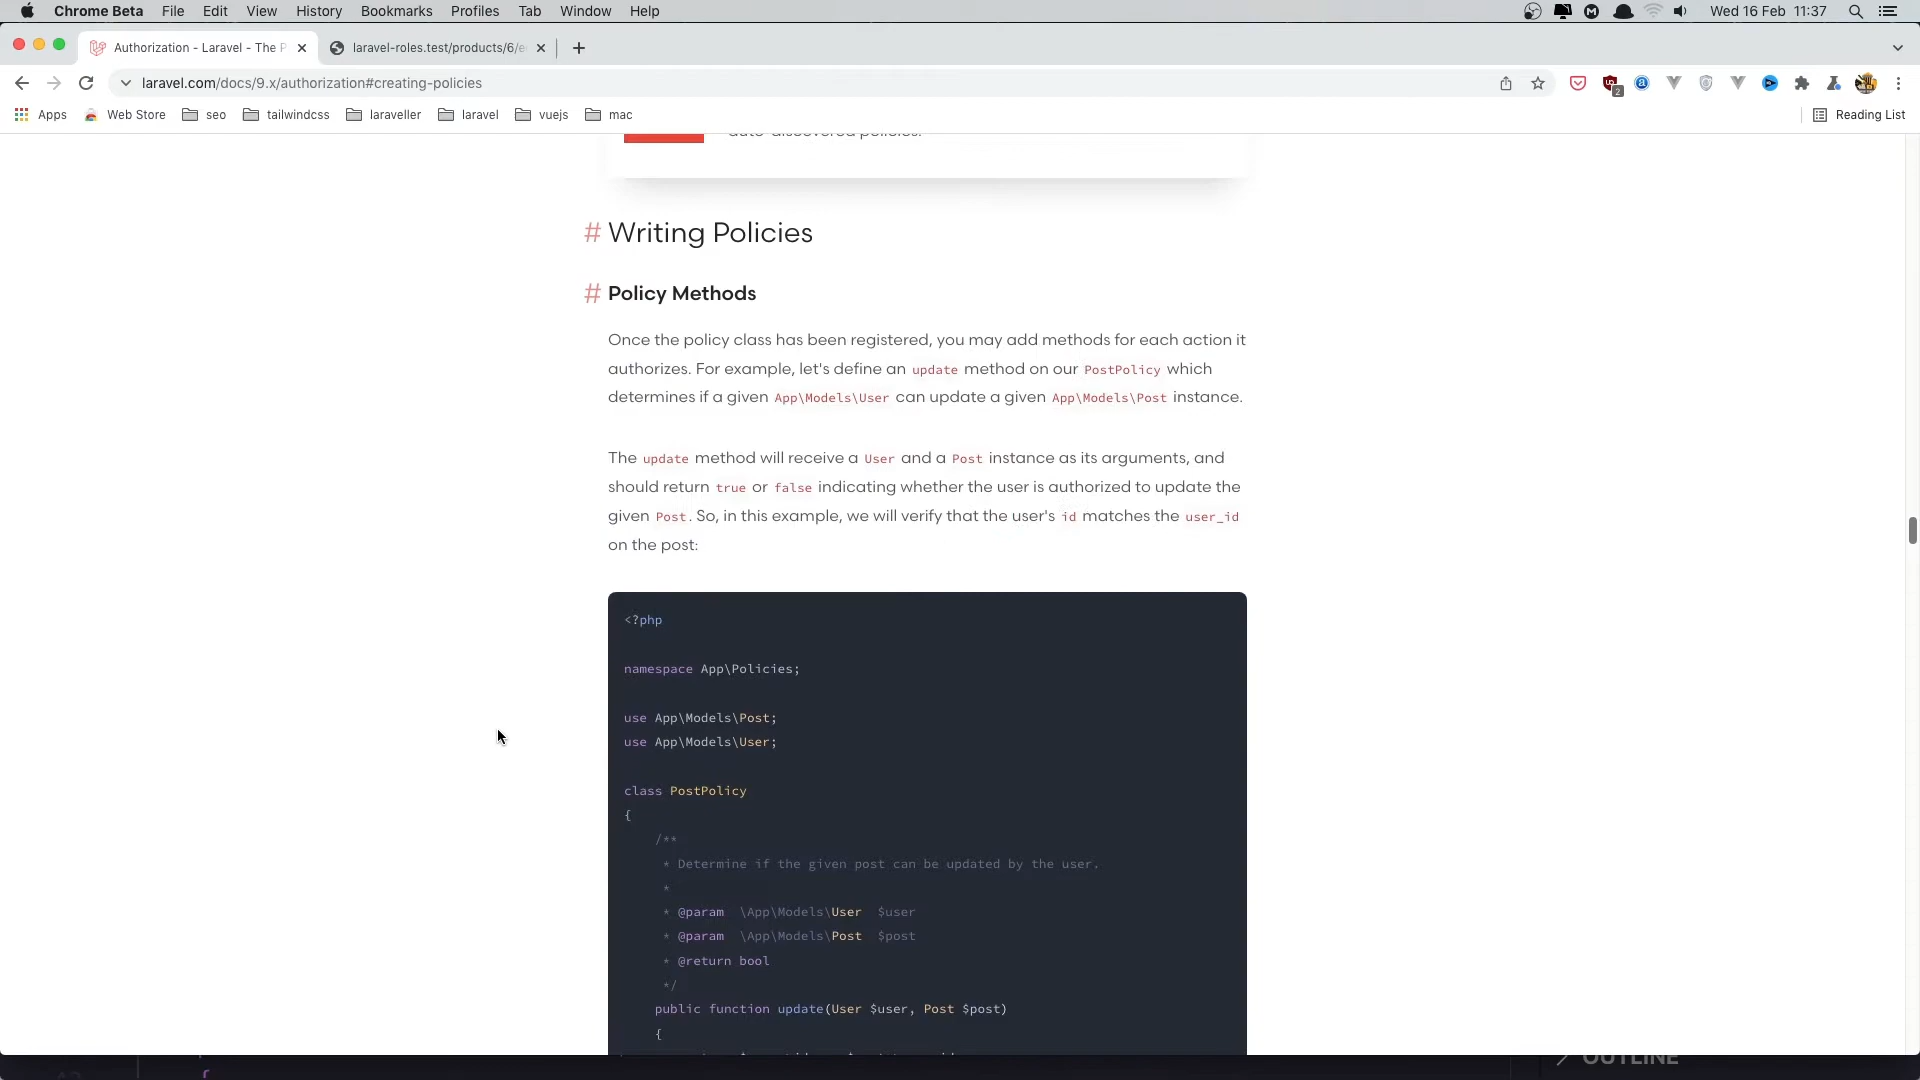 Chrome Beta File Edit View History Bookmarks Profiles Tab Window Help Wed 16 Feb 11:37
Authorization - Laravel - The P laravel-roles.test/products/6/e
laravel.com/docs/9.x/authorization#creating-policies 2
Apps Web Store seo tailwindcss laraveller laravel vuejs mac Reading List
auto-discovered policies.
# Writing Policies
# Policy Methods
Once the policy class has been registered, you may add methods for each action it
authorizes. For example, let's define an update method on our PostPolicy which
determines if a given App\Models\User can update a given App\Models\Post instance.
The update method will receive a User and a Post instance as its arguments, and
should return true or false indicating whether the user is authorized to update the
given Post. So, in this example, we will verify that the user's id matches the user_id
on the post:
<?php
namespace App\Policies;
use App\Models\Post;
use App\Models\User;
class PostPolicy
{
/**
* Determine if the given post can be updated by the user.
*
* @param \App\Models\User $user
* @param \App\Models\Post $post
* @return bool
*/
public function update(User $user, Post $post)
{
OUTLINE